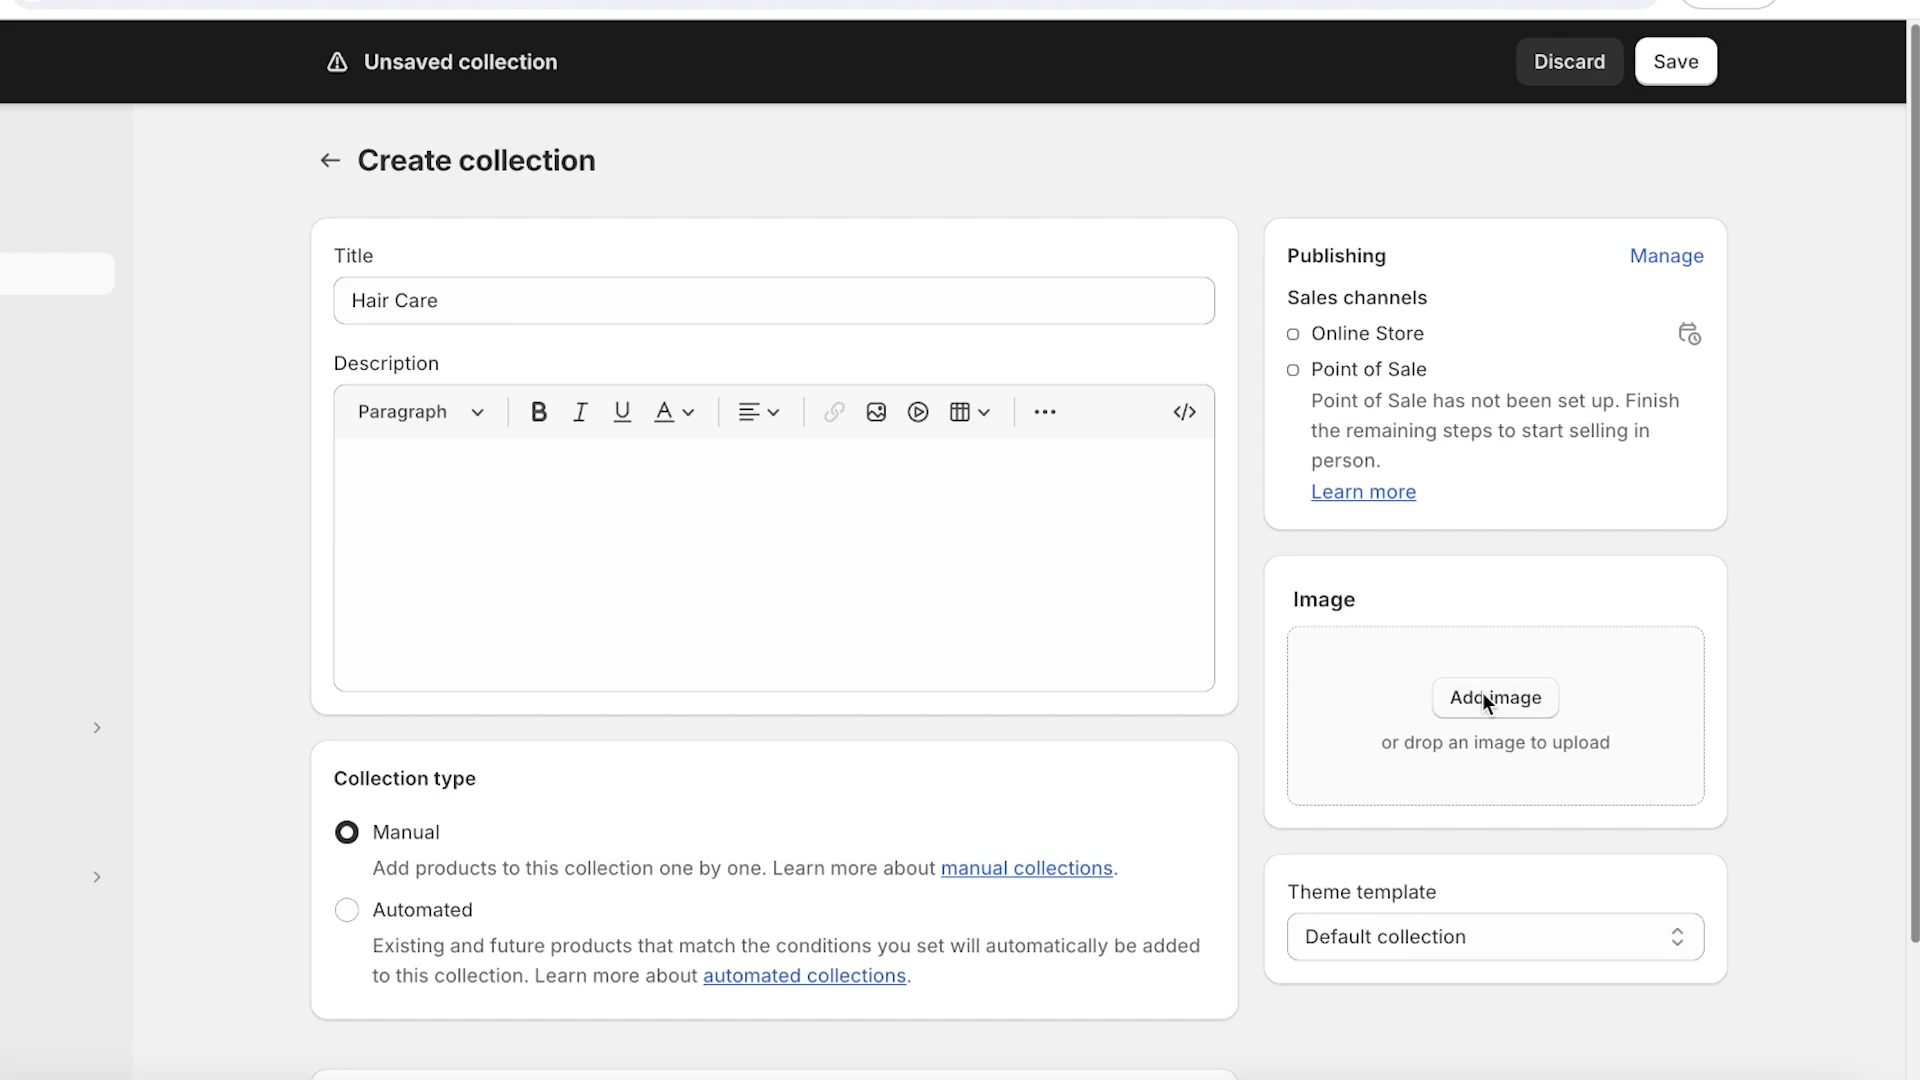 Unsaved collection
Discard
Save
Create collection
Title
Hair Care
Description
Paragraph
Publishing
Manage
Sales channels
Online Store
Point of Sale
Point of Sale has not been set up. Finish
the remaining steps to start selling in
person.
Learn more
Image
Add image
or drop an image to upload
Collection type
Manual
Add products to this collection one by one. Learn more about manual collections.
Automated
Existing and future products that match the conditions you set will automatically be added
to this collection. Learn more about automated collections.
Theme template
Default collection